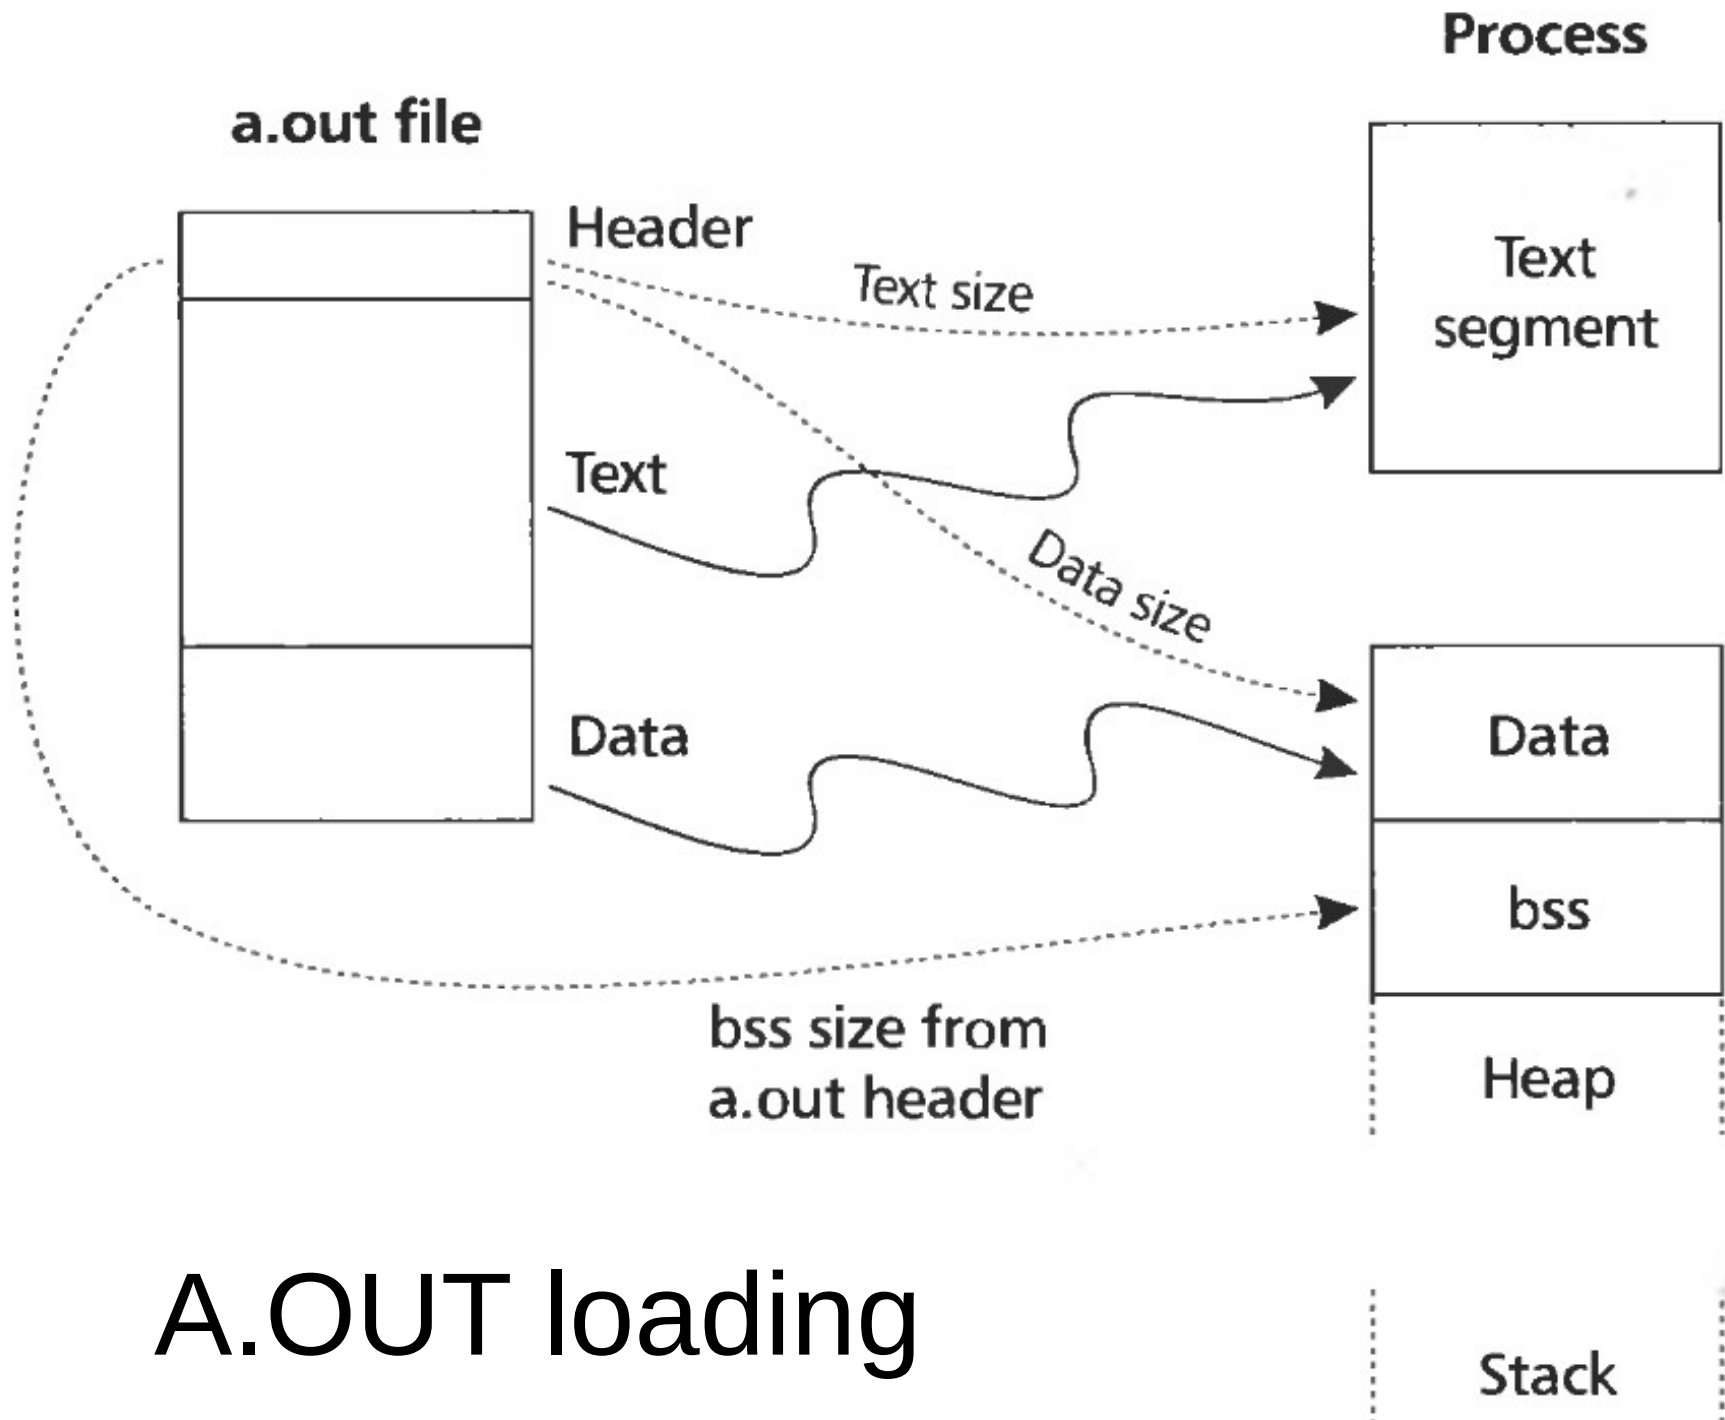 Process
a.out file
Header
Text size
Text
segment
Text
Data size
Data
Data
bss
bss size from
a.out header
Heap
A.OUT loading
Stack